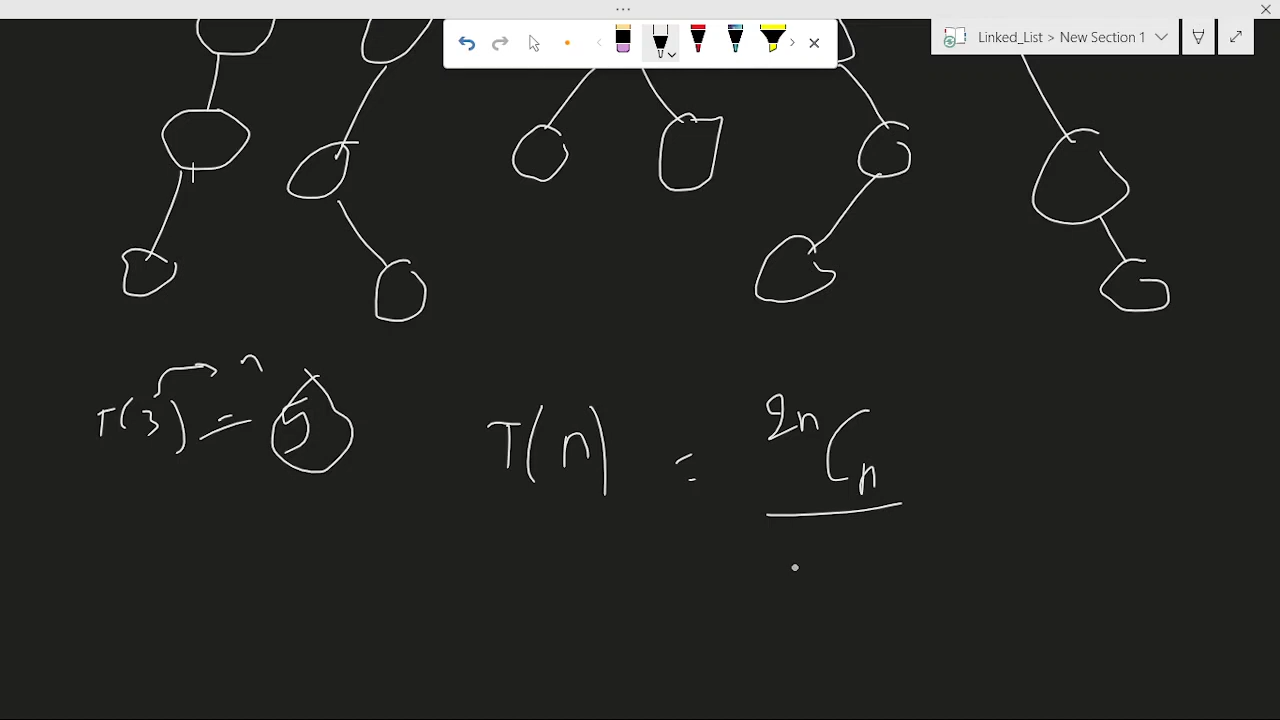 Linked_List > New Section 1
n
T(3) = 5
T(n) = 2nCn